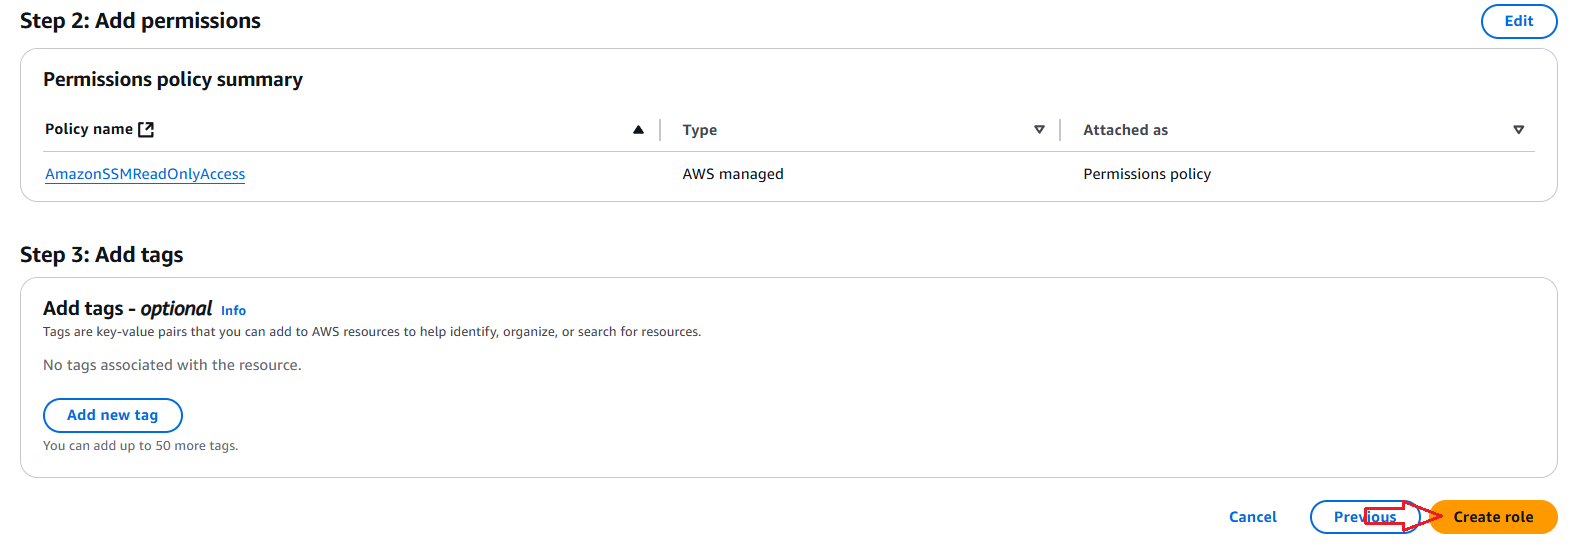 Step 2: Add permissions
Edit
Permissions policy summary
Policy name
Type
Attached as
AmazonSSMReadOnlyAccess
AWS managed
Permissions policy
Step 3: Add tags
Add tags - optional Info
Tags are key-value pairs that you can add to AWS resources to help identify, organize, or search for resources.
No tags associated with the resource.
Add new tag
You can add up to 50 more tags.
Cancel
Previous
Create role